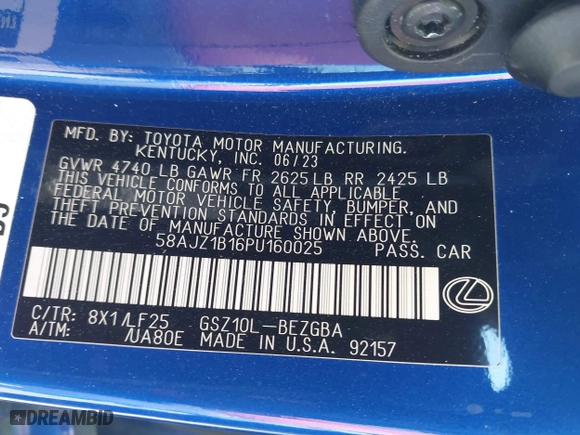 MFD. BY: TOYOTA MOTOR MANUFACTURING.
KENTUCKY, INC. 06/23
GVWR 4740 LB GAWR FR 2625 LB RR 2425 LB
THIS VEHICLE CONFORMS TO ALL APPLICABLE
FEDERAL MOTOR VEHICLE SAFETY, BUMPER, AND
THEFT PREVENTION STANDARDS IN EFFECT ON
THE DATE OF MANUFACTURE SHOWN ABOVE.
58AJZ1B16PU160025 PASS. CAR
C/TR: 8X1/LF25 GSZ10L-BEZGBA
A/TM: /UA80E MADE IN U.S.A. 92157
DREAMBID